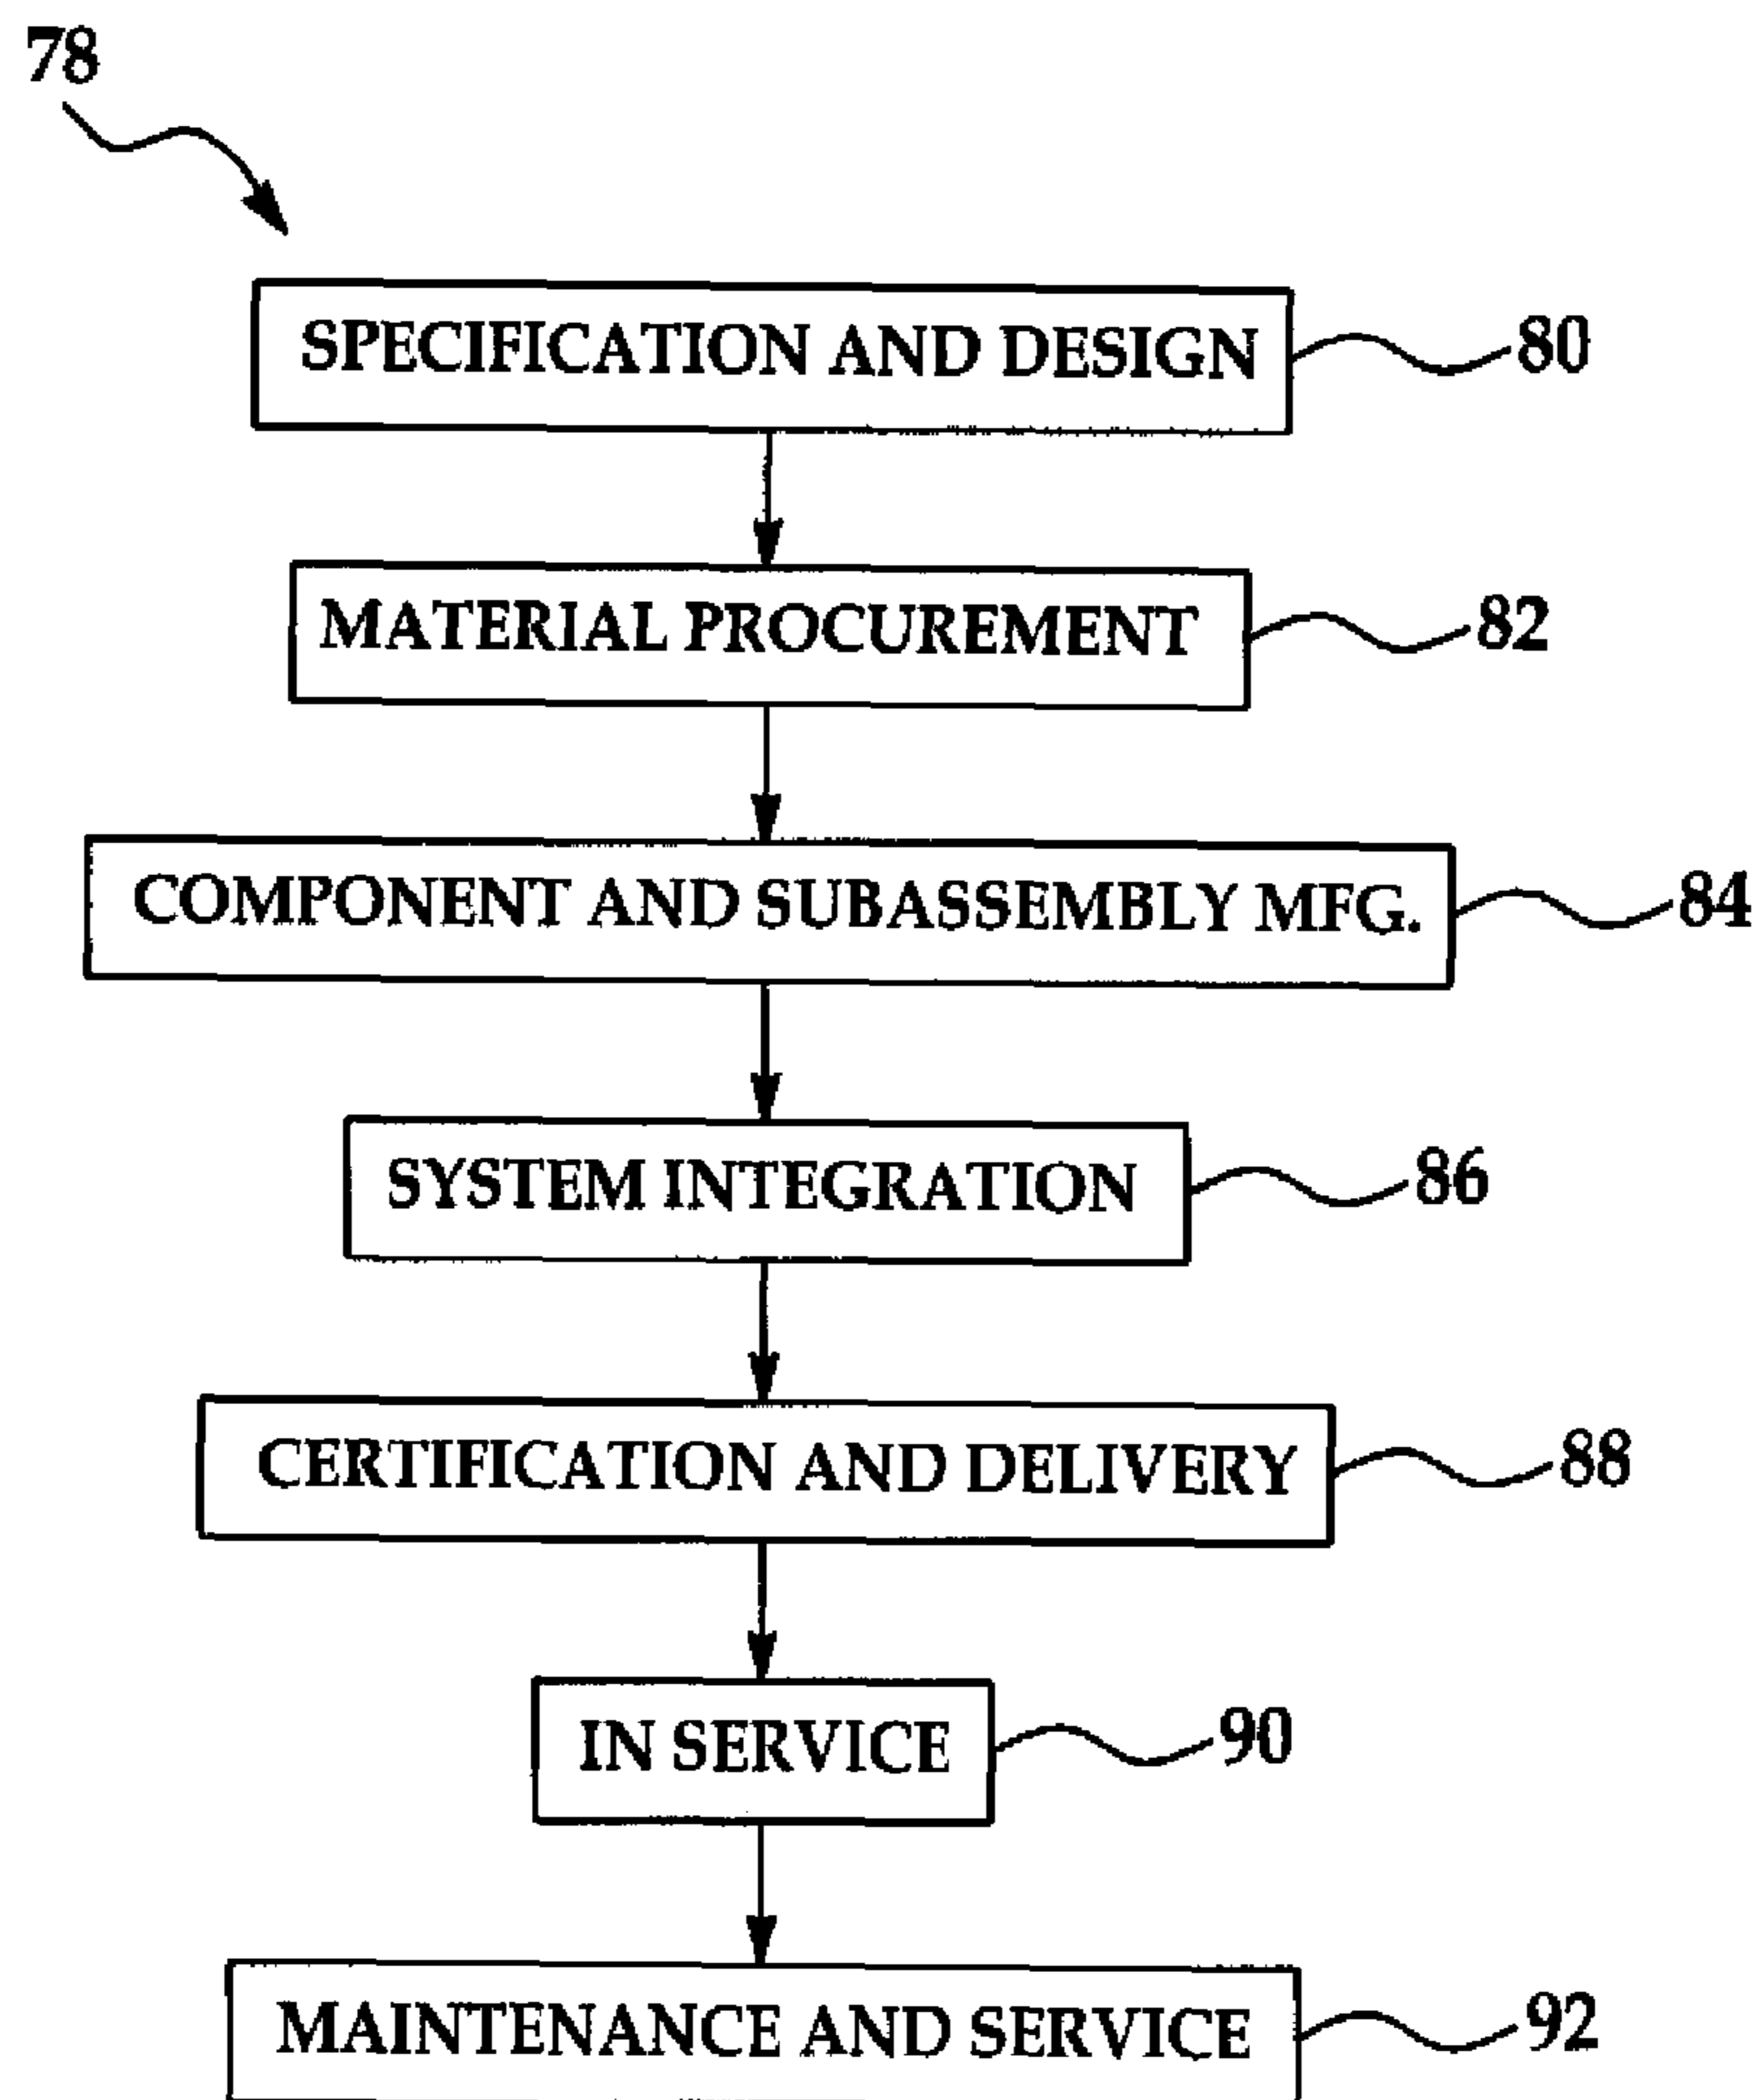 78
SPECIFICATION AND DESIGN 80
MATERIAL PROCUREMENT 82
COMPONENT AND SUBASSEMBLY MFG. 84
SYSTEM INTEGRATION 86
CERTIFICATION AND DELIVERY 88
IN SERVICE 90
MAINTENANCE AND SERVICE 92